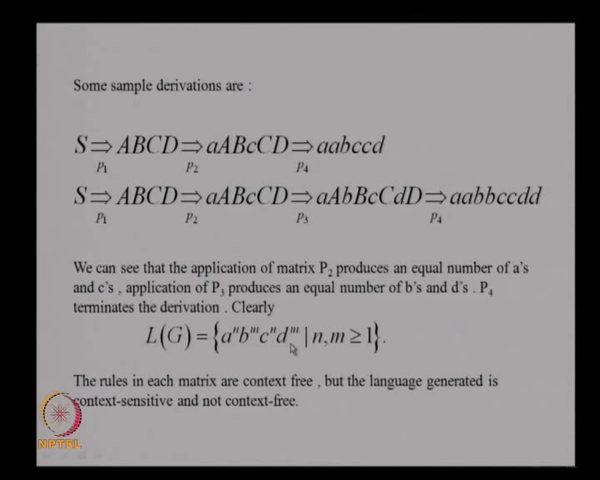 Some sample derivations are :
S⇒ABCD⇒aABcCD⇒aabccd
P₁ P₂ P₄
S⇒ABCD⇒aABcCD⇒aAbBcCdD⇒aabbccdd
P₁ P₂ P₃ P₄
We can see that the application of matrix P₂ produces an equal number of a's
and c's , application of P₃ produces an equal number of b's and d's . P₄
terminates the derivation . Clearly
L(G) = {aⁿbᵐcⁿdᵐ | n,m ≥ 1}.
The rules in each matrix are context free , but the language generated is
context-sensitive and not context-free.
NPTEL